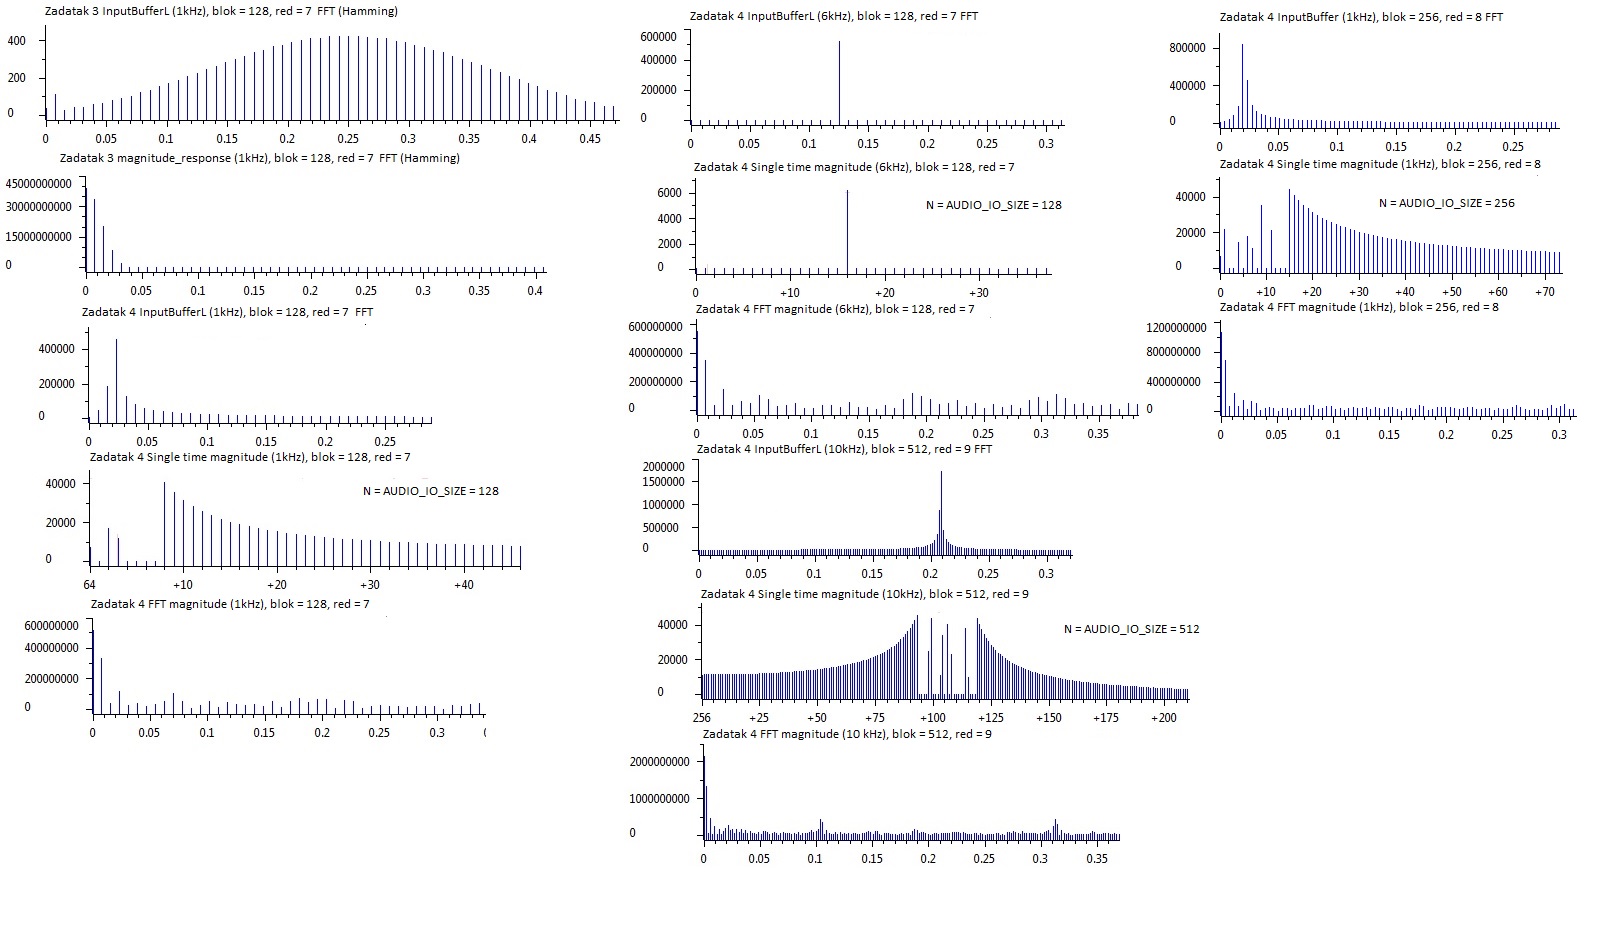 Zadatak 3 InputBufferL (1kHz), blok = 128, red = 7 FFT (Hamming)
400
200
0
0 0.05 0.1 0.15 0.2 0.25 0.3 0.35 0.4 0.45
Zadatak 3 magnitude_response (1kHz), blok = 128, red = 7 FFT (Hamming)
45000000000
30000000000
15000000000
0
0 0.05 0.1 0.15 0.2 0.25 0.3 0.35 0.4
Zadatak 4 InputBufferL (1kHz), blok = 128, red = 7 FFT
400000
200000
0
0 0.05 0.1 0.15 0.2 0.25
Zadatak 4 Single time magnitude (1kHz), blok = 128, red = 7
N = AUDIO_IO_SIZE = 128
40000
20000
0
64 +10 +20 +30 +40
Zadatak 4 FFT magnitude (1kHz), blok = 128, red = 7
600000000
400000000
200000000
0
0 0.05 0.1 0.15 0.2 0.25 0.3
Zadatak 4 InputBufferL (6kHz), blok = 128, red = 7 FFT
600000
400000
200000
0
0 0.05 0.1 0.15 0.2 0.25 0.3
Zadatak 4 Single time magnitude (6kHz), blok = 128, red = 7
N = AUDIO_IO_SIZE = 128
6000
4000
2000
0
0 +10 +20 +30
Zadatak 4 FFT magnitude (6kHz), blok = 128, red = 7
600000000
400000000
200000000
0
0 0.05 0.1 0.15 0.2 0.25 0.3 0.35
Zadatak 4 InputBufferL (10kHz), blok = 512, red = 9 FFT
2000000
1500000
1000000
500000
0
0 0.05 0.1 0.15 0.2 0.25 0.3
Zadatak 4 Single time magnitude (10kHz), blok = 512, red = 9
N = AUDIO_IO_SIZE = 512
40000
20000
0
256 +25 +50 +75 +100 +125 +150 +175 +200
Zadatak 4 FFT magnitude (10 kHz), blok = 512, red = 9
2000000000
1000000000
0
0 0.05 0.1 0.15 0.2 0.25 0.3 0.35
Zadatak 4 InputBuffer (1kHz), blok = 256, red = 8 FFT
800000
400000
0
0 0.05 0.1 0.15 0.2 0.25
Zadatak 4 Single time magnitude (1kHz), blok = 256, red = 8
N = AUDIO_IO_SIZE = 256
40000
20000
0
0 +10 +20 +30 +40 +50 +60 +70
Zadatak 4 FFT magnitude (1kHz), blok = 256, red = 8
1200000000
800000000
400000000
0
0 0.05 0.1 0.15 0.2 0.25 0.3